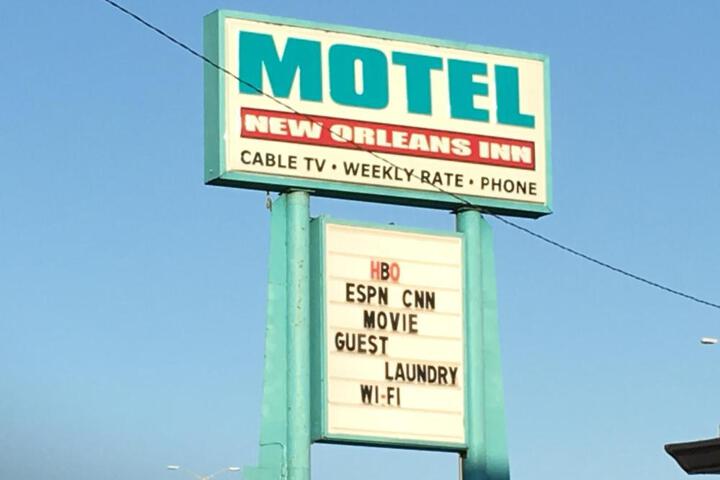 MOTEL
NEW ORLEANS INN
CABLE TV • WEEKLY RATE • PHONE
HBO
ESPN CNN
MOVIE
GUEST
LAUNDRY
WI-FI